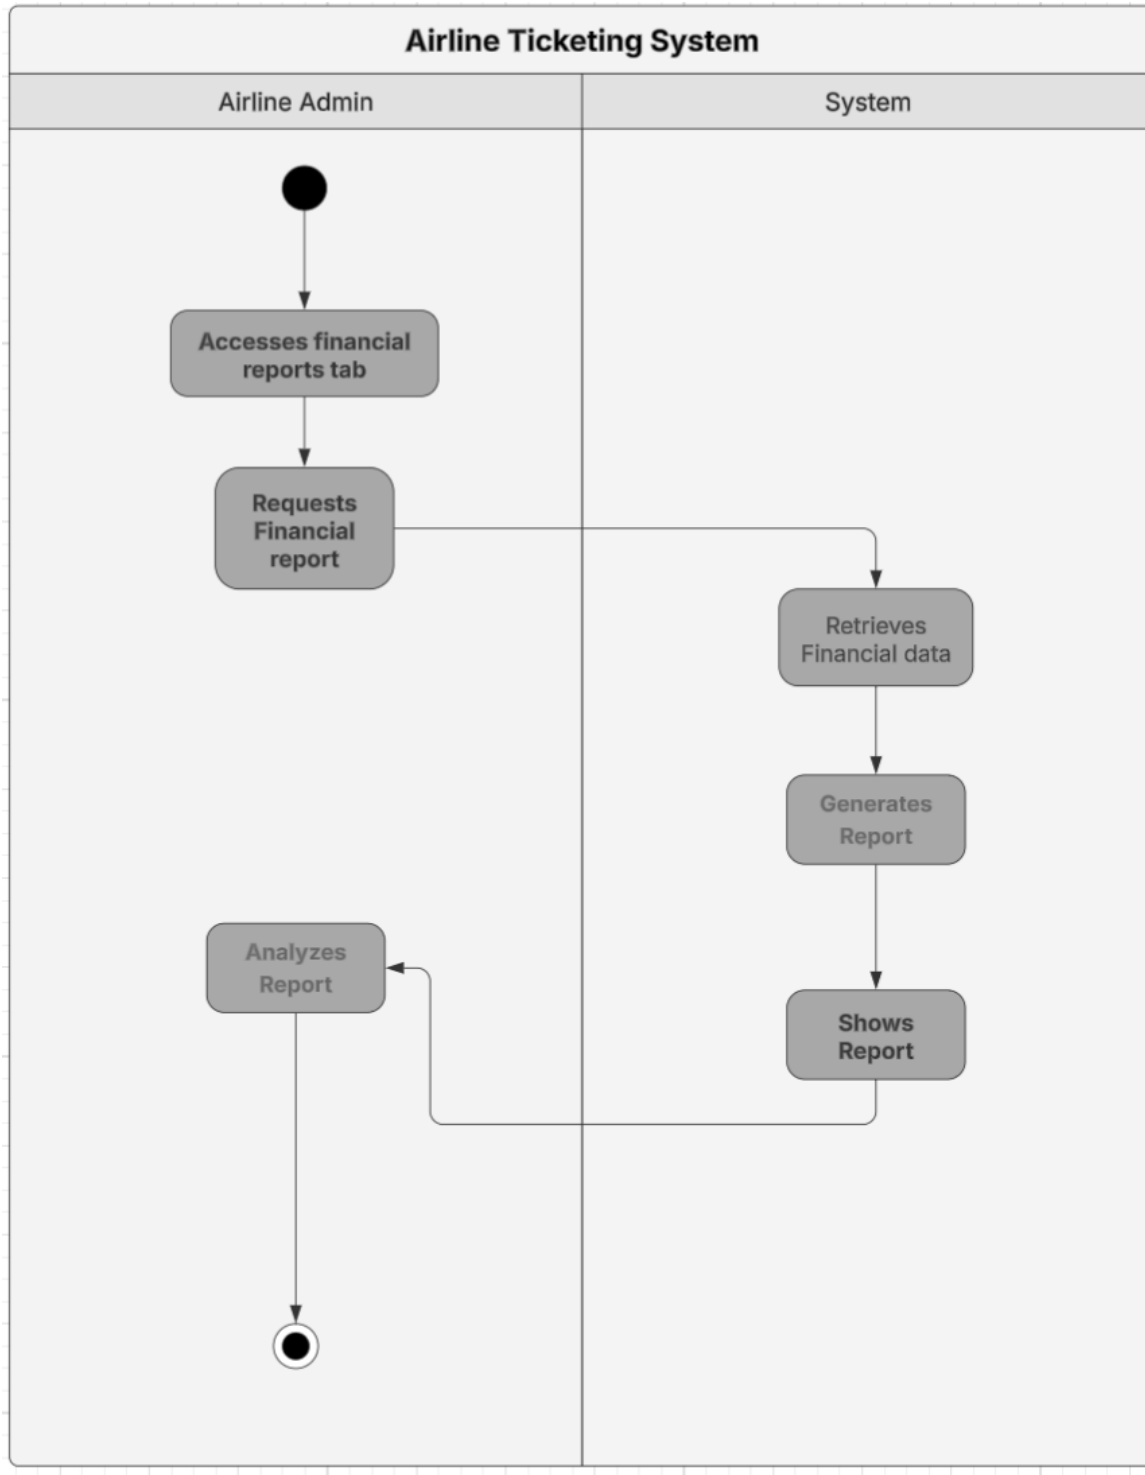 Airline Ticketing System
Airline Admin
System
Accesses financial
reports tab
Requests
Financial
report
Retrieves
Financial data
Generates
Report
Analyzes
Report
Shows
Report